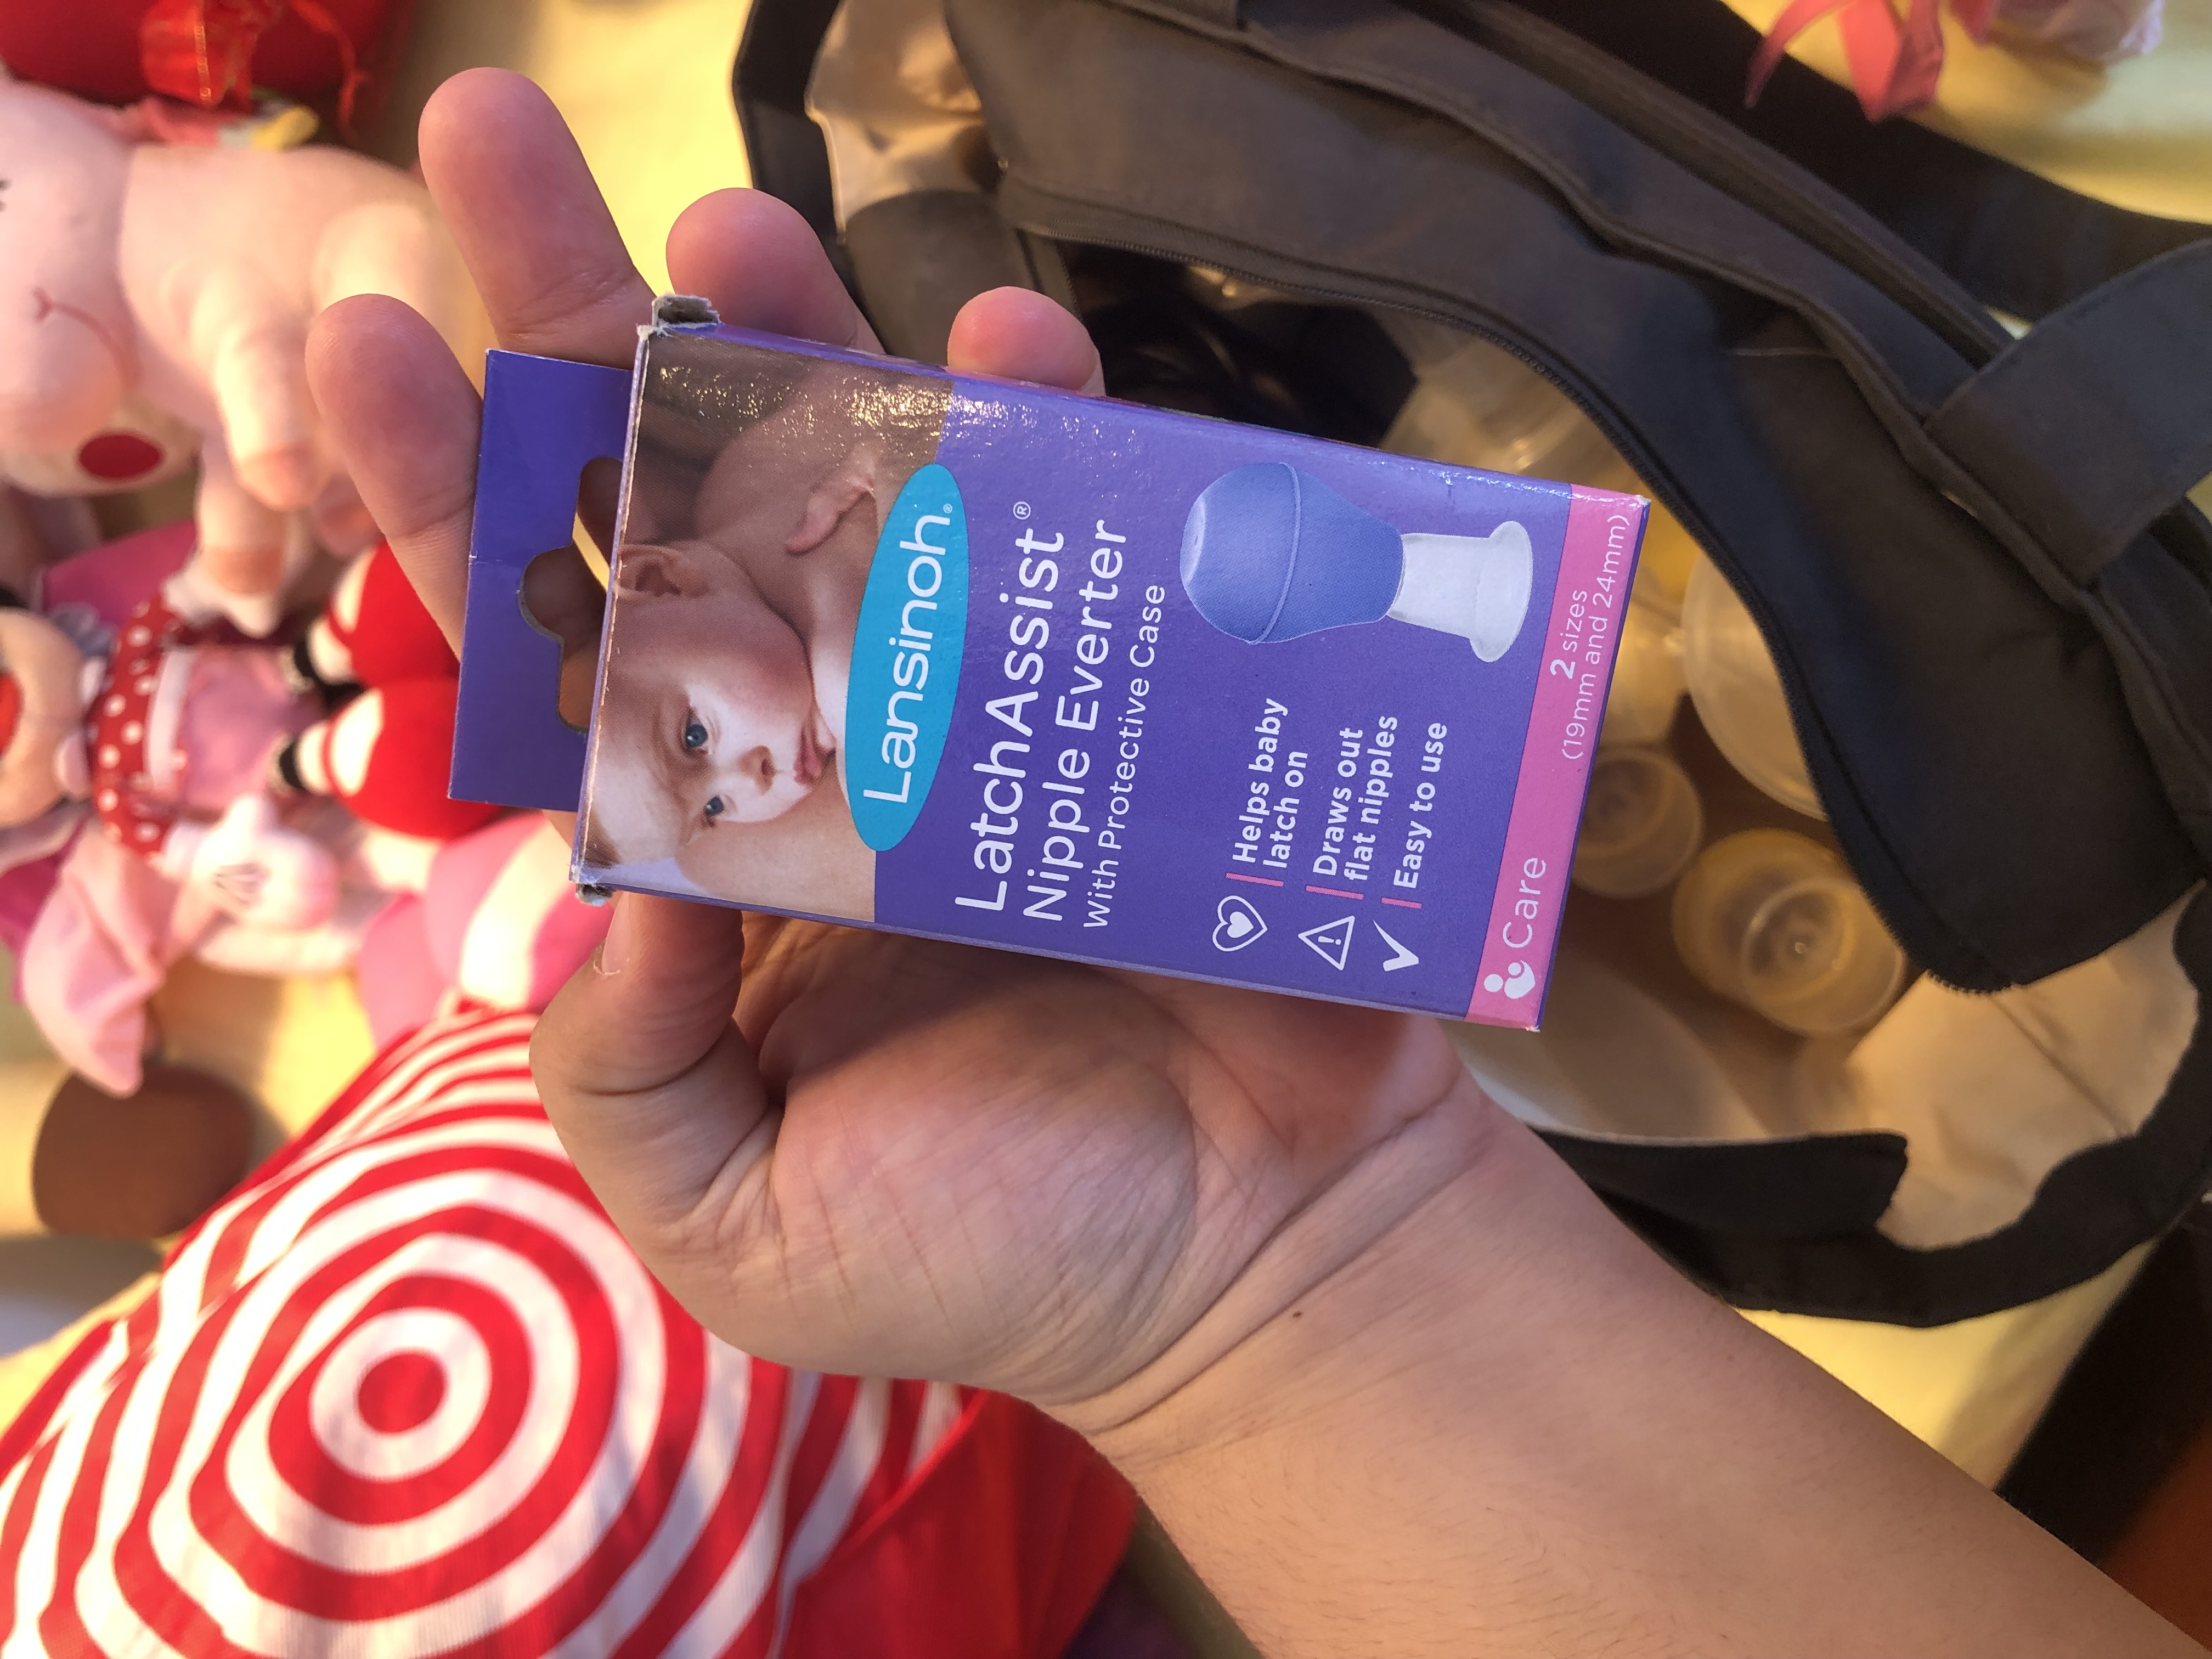 Lansinoh®
LatchAssist®
Nipple Everter
With Protective Case
Helps baby
latch on
Draws out
flat nipples
Easy to use
Care
2 sizes
(19mm and 24mm)